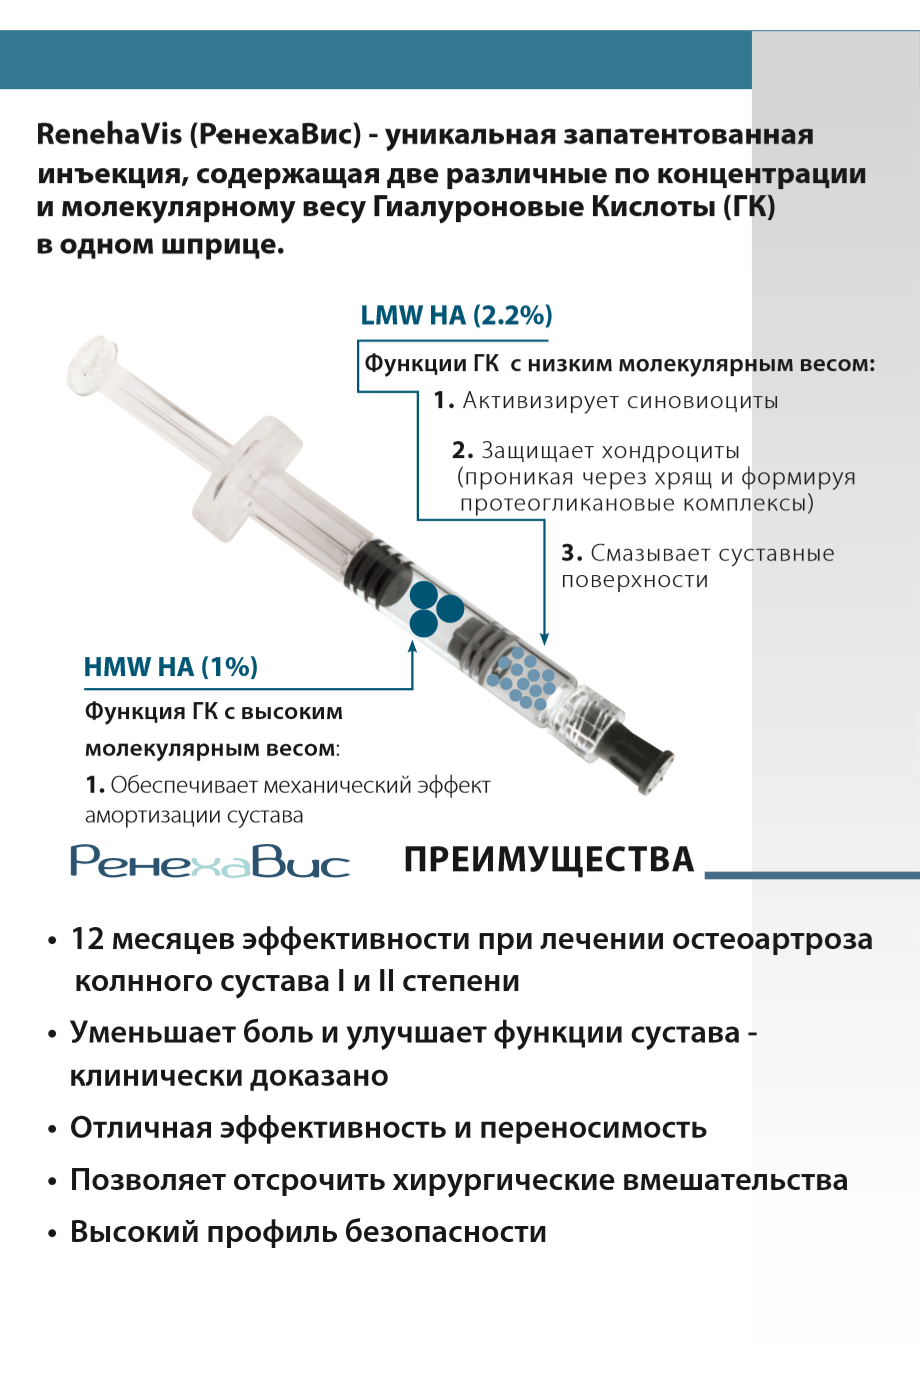 RenehaVis (РенехаВис) - уникальная запатентованная
инъекция, содержащая две различные по концентрации
и молекулярному весу Гиалуроновые Кислоты (ГК)
в одном шприце.
LMW HA (2.2%)
Функции ГК с низким молекулярным весом:
1. Активизирует синовиоциты
2. Защищает хондроциты
(проникая через хрящ и формируя
протеогликановые комплексы)
3. Смазывает суставные
поверхности
HMW HA (1%)
Функция ГК с высоким
молекулярным весом:
1. Обеспечивает механический эффект
амортизации сустава
РенехаВис
ПРЕИМУЩЕСТВА
• 12 месяцев эффективности при лечении остеоартроза
колнного сустава I и II степени
• Уменьшает боль и улучшает функции сустава -
клинически доказано
• Отличная эффективность и переносимость
• Позволяет отсрочить хирургические вмешательства
• Высокий профиль безопасности